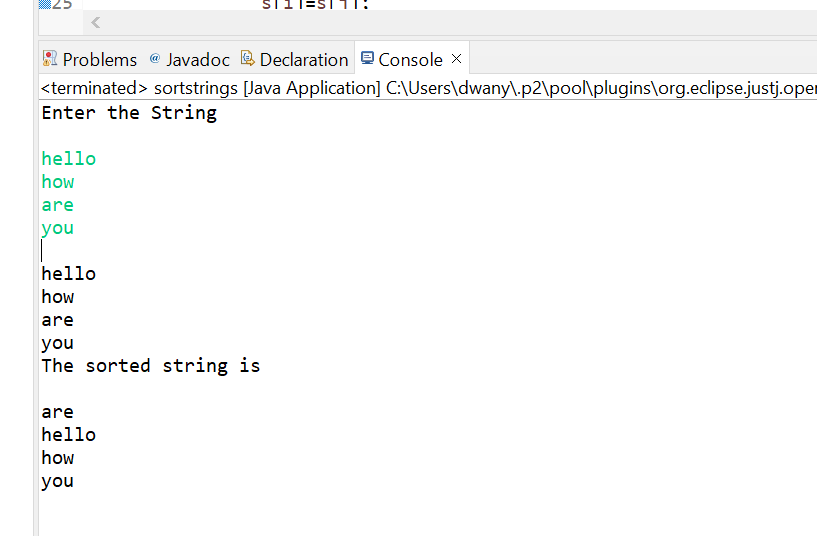 25 s[i]=s[j];
Problems @ Javadoc Declaration Console
<terminated> sortstrings [Java Application] C:\Users\dwany\.p2\pool\plugins\org.eclipse.justj.open
Enter the String
hello
how
are
you
hello
how
are
you
The sorted string is
are
hello
how
you